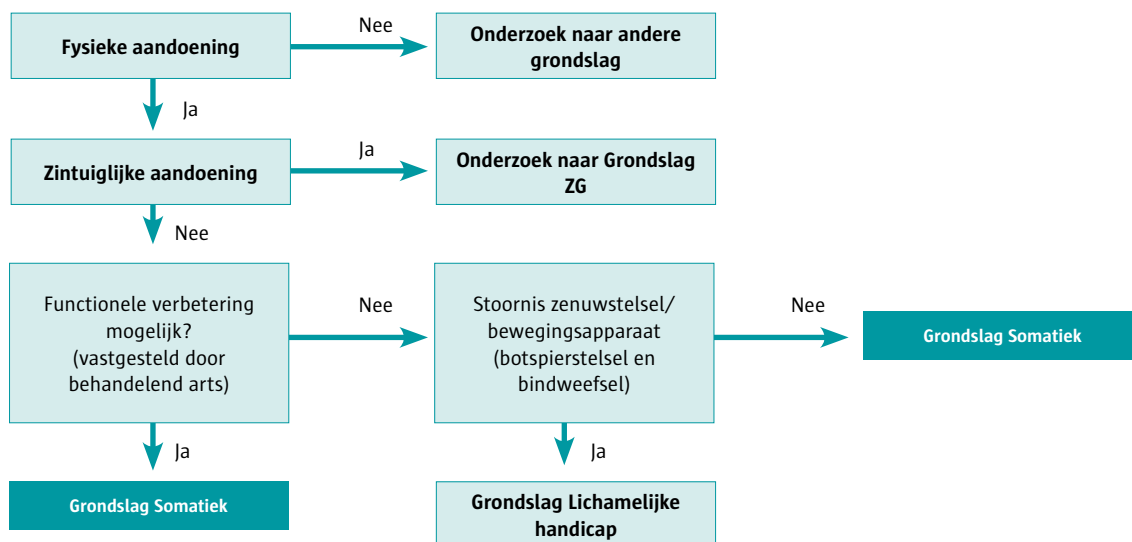 Fysieke aandoening
Nee
Onderzoek naar andere
grondslag
Ja
Zintuiglijke aandoening
Ja
Onderzoek naar Grondslag
ZG
Nee
Functionele verbetering
mogelijk?
(vastgesteld door
behandelend arts)
Nee
Stoornis zenuwstelsel/
bewegingsapparaat
(botspierstelsel en
bindweefsel)
Nee
Grondslag Somatiek
Ja
Grondslag Somatiek
Ja
Grondslag Lichamelijke
handicap